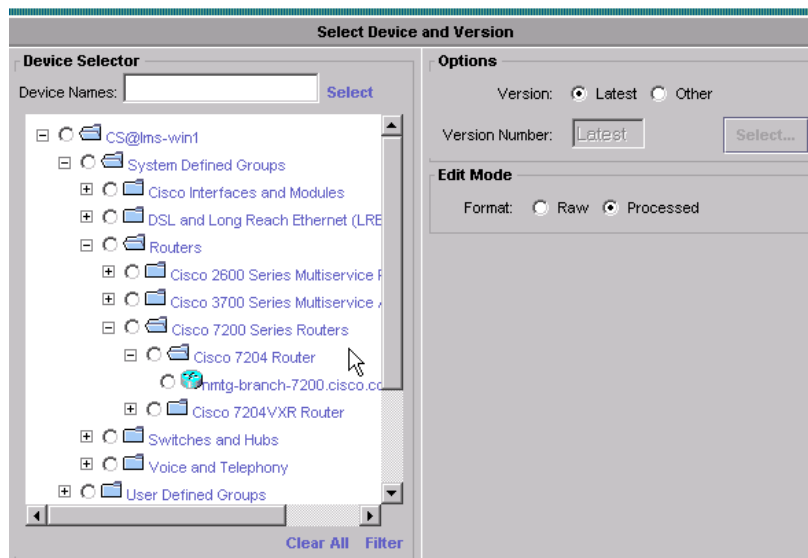 Select Device and Version
Device Selector
Device Names:
Select
CS@lms-win1
System Defined Groups
Cisco Interfaces and Modules
DSL and Long Reach Ethernet (LRE
Routers
Cisco 2600 Series Multiservice
Cisco 3700 Series Multiservice
Cisco 7200 Series Routers
Cisco 7204 Router
nmtg-branch-7200.cisco.co
Cisco 7204VXR Router
Switches and Hubs
Voice and Telephony
User Defined Groups
Clear All Filter
Options
Version: Latest Other
Version Number: Latest Select...
Edit Mode
Format: Raw Processed